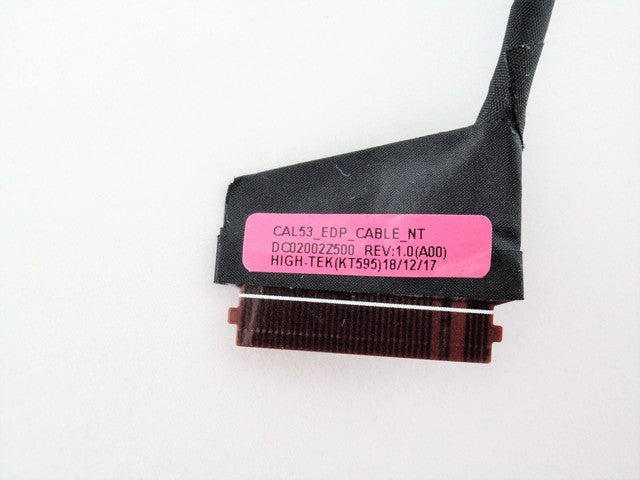 CAL53_EDP_CABLE_NT
DC02002Z500 REV:1.0(A00)
HIGH-TEK(KT595)18/12/17